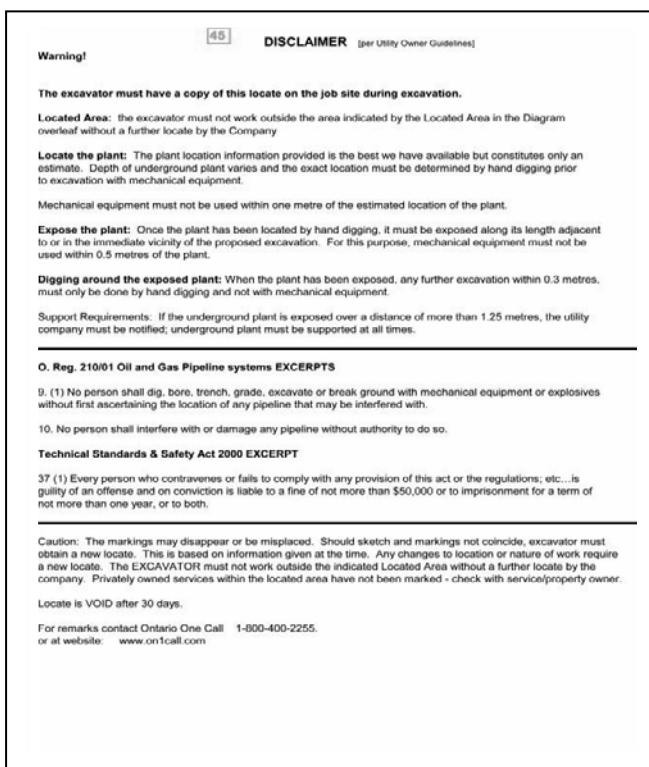 45
DISCLAIMER [per Utility Owner Guidelines]
Warning!
The excavator must have a copy of this locate on the job site during excavation.
Located Area: the excavator must not work outside the area indicated by the Located Area in the Diagram
overleaf without a further locate by the Company
Locate the plant: The plant location information provided is the best we have available but constitutes only an
estimate. Depth of underground plant varies and the exact location must be determined by hand digging prior
to excavation with mechanical equipment.
Mechanical equipment must not be used within one metre of the estimated location of the plant.
Expose the plant: Once the plant has been located by hand digging, it must be exposed along its length adjacent
to or in the immediate vicinity of the proposed excavation. For this purpose, mechanical equipment must not be
used within 0.5 metres of the plant.
Digging around the exposed plant: When the plant has been exposed, any further excavation within 0.3 metres,
must only be done by hand digging and not with mechanical equipment.
Support Requirements: If the underground plant is exposed over a distance of more than 1.25 metres, the utility
company must be notified; underground plant must be supported at all times.
O. Reg. 210/01 Oil and Gas Pipeline systems EXCERPTS
9. (1) No person shall dig, bore, trench, grade, excavate or break ground with mechanical equipment or explosives
without first ascertaining the location of any pipeline that may be interfered with.
10. No person shall interfere with or damage any pipeline without authority to do so.
Technical Standards & Safety Act 2000 EXCERPT
37 (1) Every person who contravenes or fails to comply with any provision of this act or the regulations; etc...is
guility of an offense and on conviction is liable to a fine of not more than $50,000 or to imprisonment for a term of
not more than one year, or to both.
Caution: The markings may disappear or be misplaced. Should sketch and markings not coincide, excavator must
obtain a new locate. This is based on information given at the time. Any changes to location or nature of work require
a new locate. The EXCAVATOR must not work outside the indicated Located Area without a further locate by the
company. Privately owned services within the located area have not been marked - check with service/property owner.
Locate is VOID after 30 days.
For remarks contact Ontario One Call 1-800-400-2255.
or at website: www.on1call.com